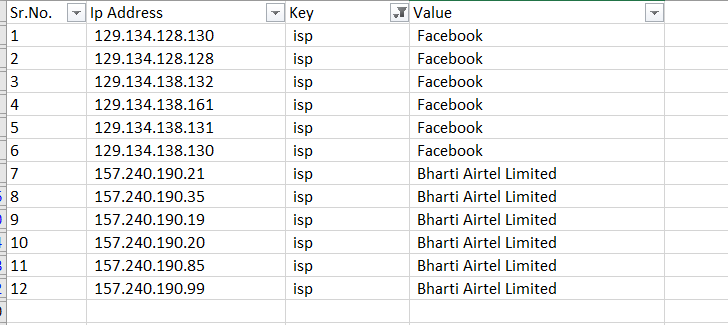 Sr.No. Ip Address Key Value
1 129.134.128.130 isp Facebook
2 129.134.128.128 isp Facebook
3 129.134.138.132 isp Facebook
4 129.134.138.161 isp Facebook
5 129.134.138.131 isp Facebook
6 129.134.138.130 isp Facebook
7 157.240.190.21 isp Bharti Airtel Limited
8 157.240.190.35 isp Bharti Airtel Limited
9 157.240.190.19 isp Bharti Airtel Limited
10 157.240.190.20 isp Bharti Airtel Limited
11 157.240.190.85 isp Bharti Airtel Limited
12 157.240.190.99 isp Bharti Airtel Limited